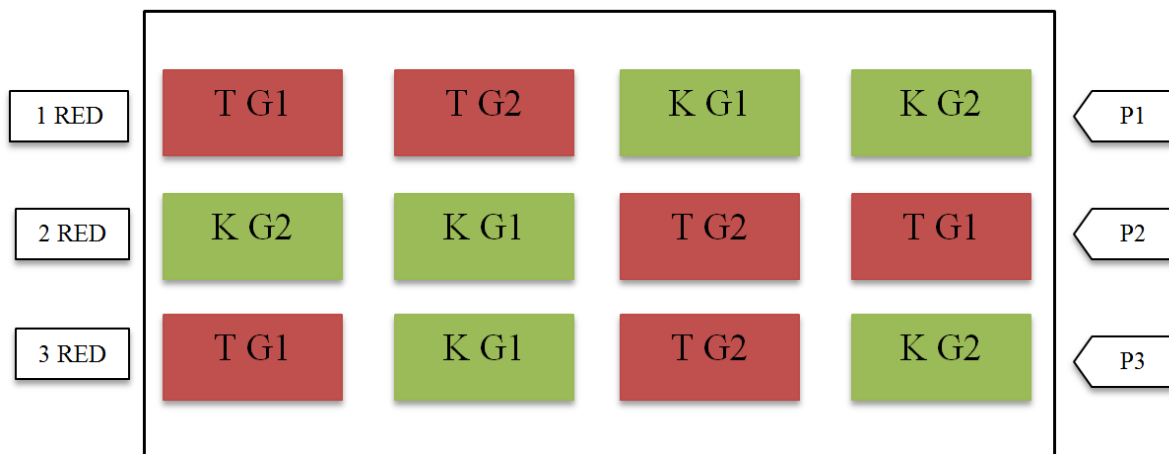 1 RED T G1 T G2 K G1 K G2 P1
2 RED K G2 K G1 T G2 T G1 P2
3 RED T G1 K G1 T G2 K G2 P3